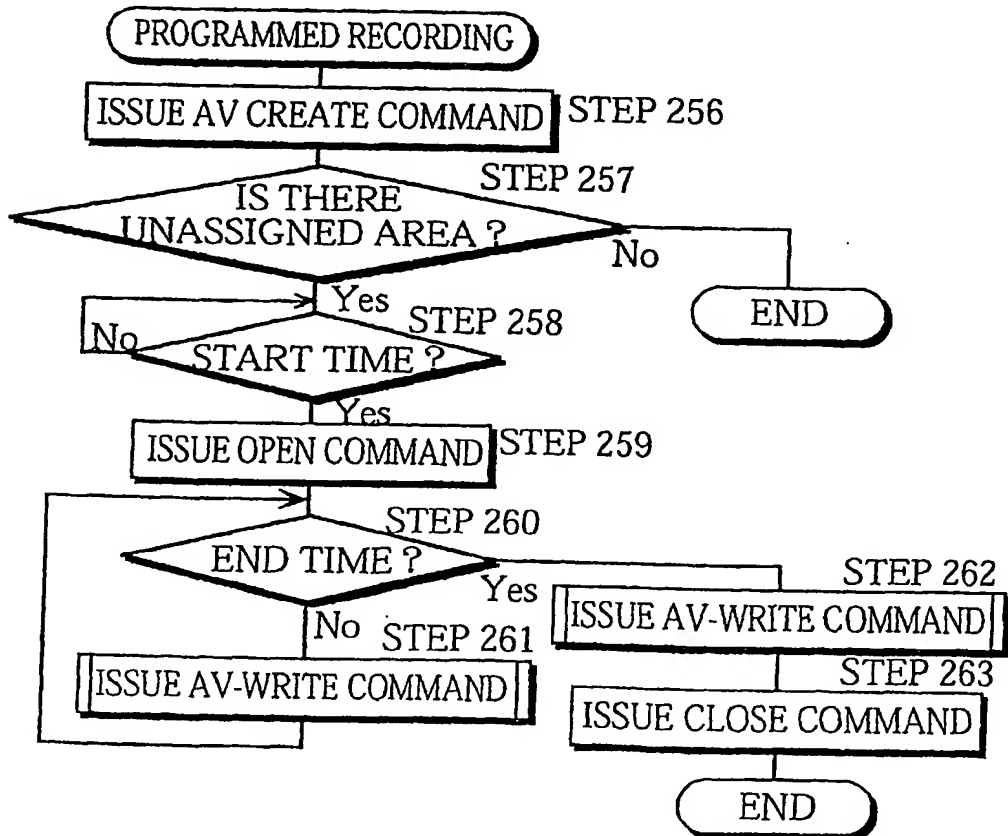 PROGRAMMED RECORDING
ISSUE AV CREATE COMMAND
STEP 256
STEP 257
IS THERE
UNASSIGNED AREA ?
No
END
Yes
STEP 258
No
START TIME ?
Yes
ISSUE OPEN COMMAND
STEP 259
STEP 260
END TIME ?
Yes
No
STEP 261
ISSUE AV-WRITE COMMAND
STEP 262
ISSUE AV-WRITE COMMAND
STEP 263
ISSUE CLOSE COMMAND
END